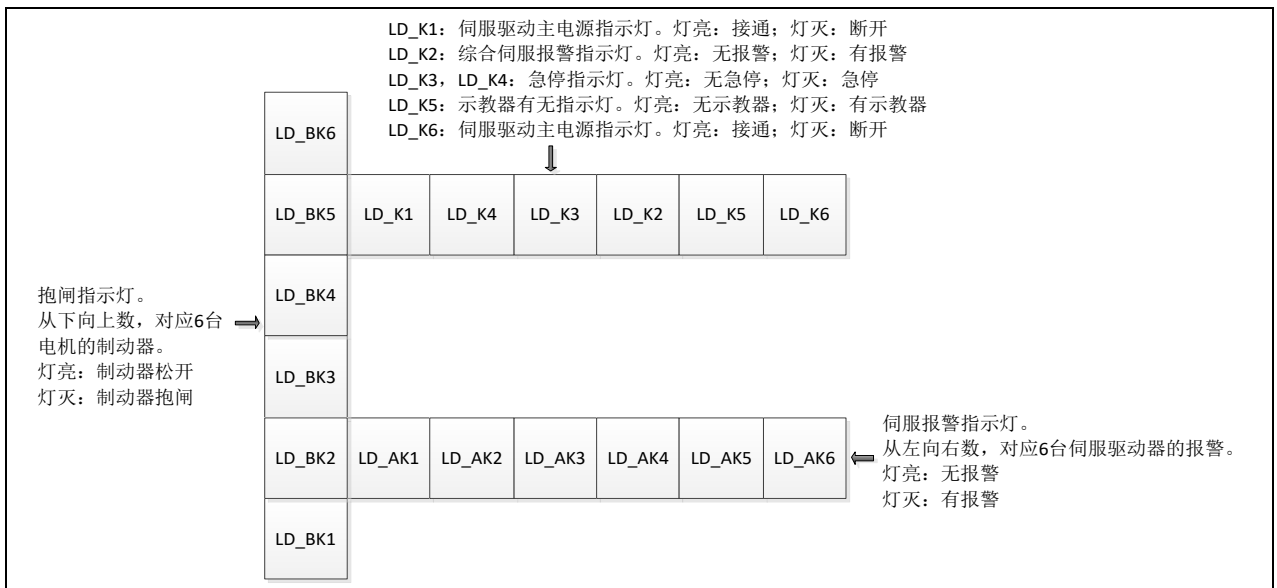 LD_K1：伺服驱动主电源指示灯。灯亮：接通；灯灭：断开
LD_K2：综合伺服报警指示灯。灯亮：无报警；灯灭：有报警
LD_K3，LD_K4：急停指示灯。灯亮：无急停；灯灭：急停
LD_K5：示教器有无指示灯。灯亮：无示教器；灯灭：有示教器
LD_K6：伺服驱动主电源指示灯。灯亮：接通；灯灭：断开
LD_BK6
LD_BK5 LD_K1 LD_K4 LD_K3 LD_K2 LD_K5 LD_K6
LD_BK4
抱闸指示灯。
从下向上数，对应6台
电机的制动器。
灯亮：制动器松开
灯灭：制动器抱闸
LD_BK3
LD_BK2 LD_AK1 LD_AK2 LD_AK3 LD_AK4 LD_AK5 LD_AK6
伺服报警指示灯。
从左向右数，对应6台伺服驱动器的报警。
灯亮：无报警
灯灭：有报警
LD_BK1